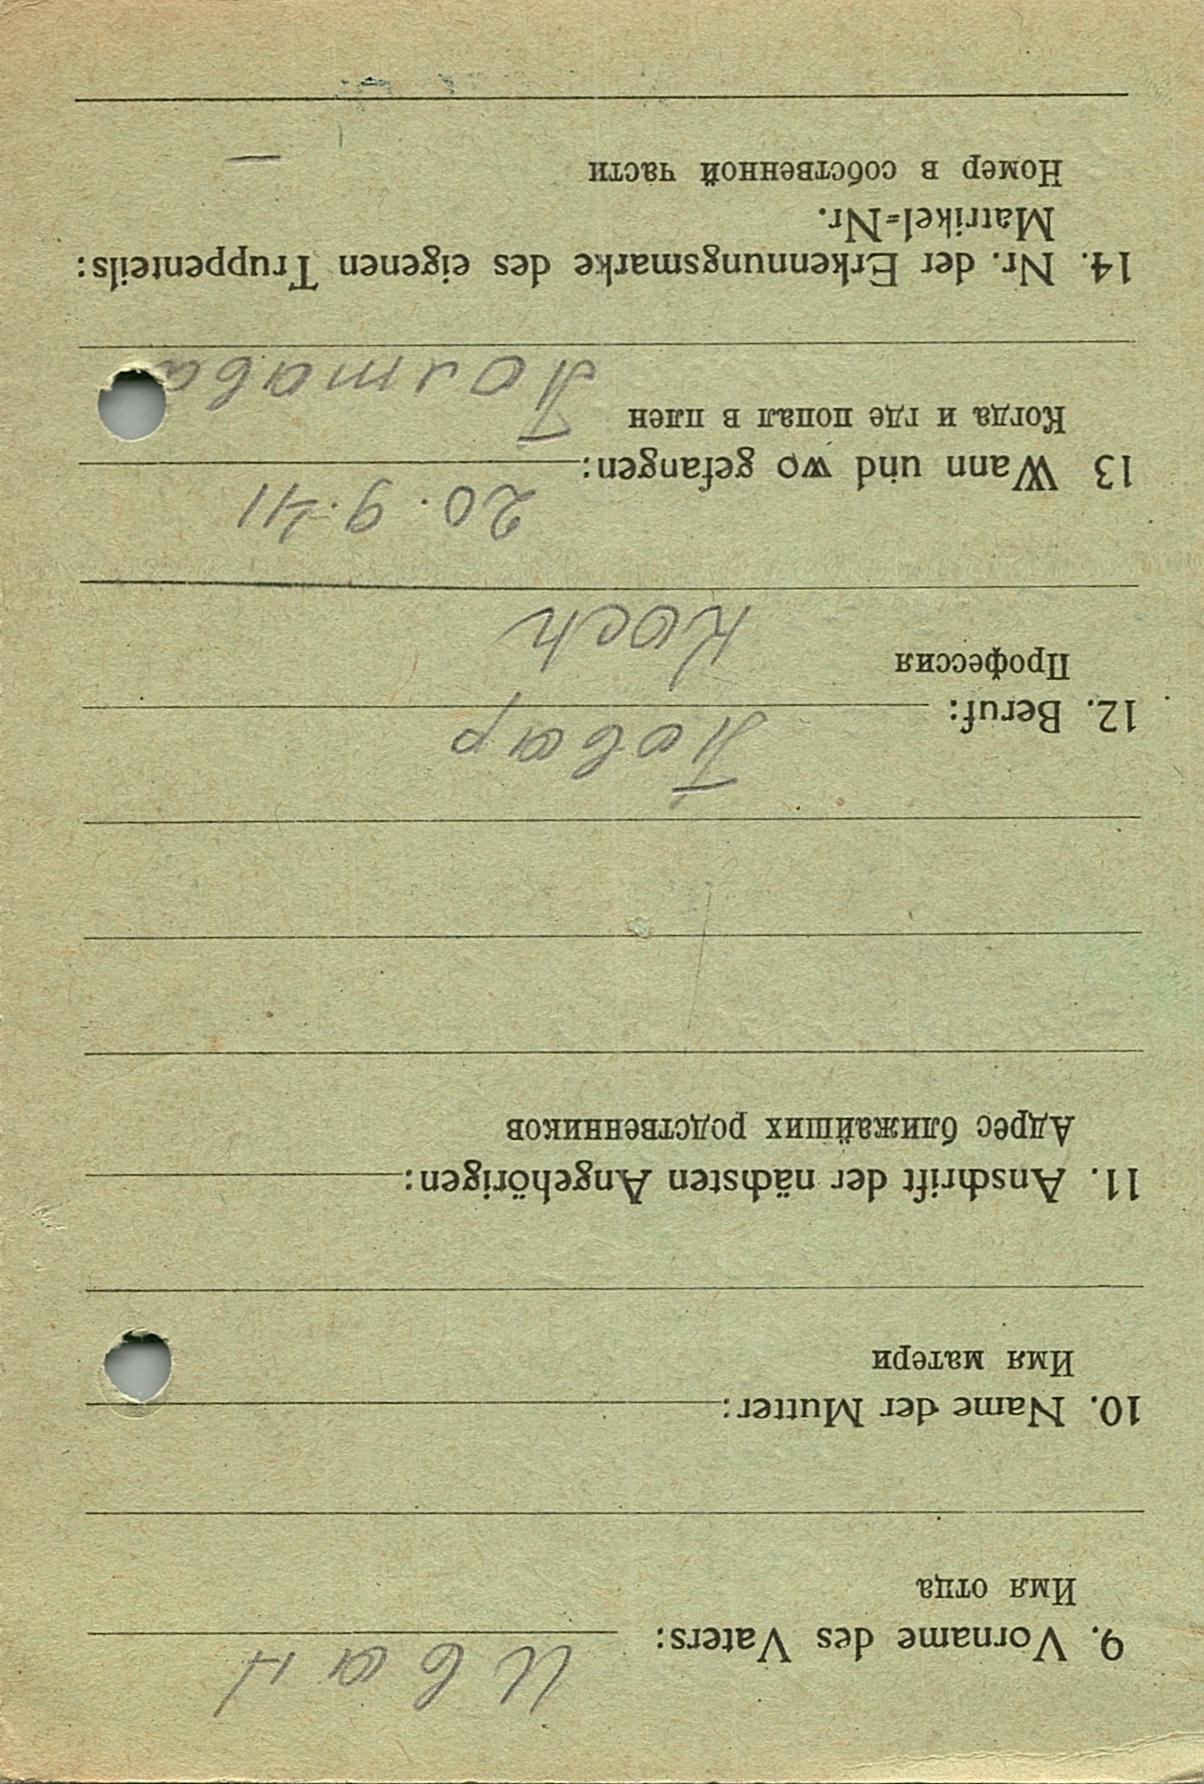 9. Vorname des Vaters: Иван
Имя отца
10. Name der Mutter:
Имя матери
11. Anschrift der nächsten Angehörigen:
Адрес ближайших родственников
12. Beruf: Повар
Профессия Koch
13 Wann und wo gefangen: 20.9.41
Когда и где попал в плен Полтава
14. Nr. der Erkennungsmarke des eigenen Truppenteils:
Matrikel=Nr.
Номер в собственной части —